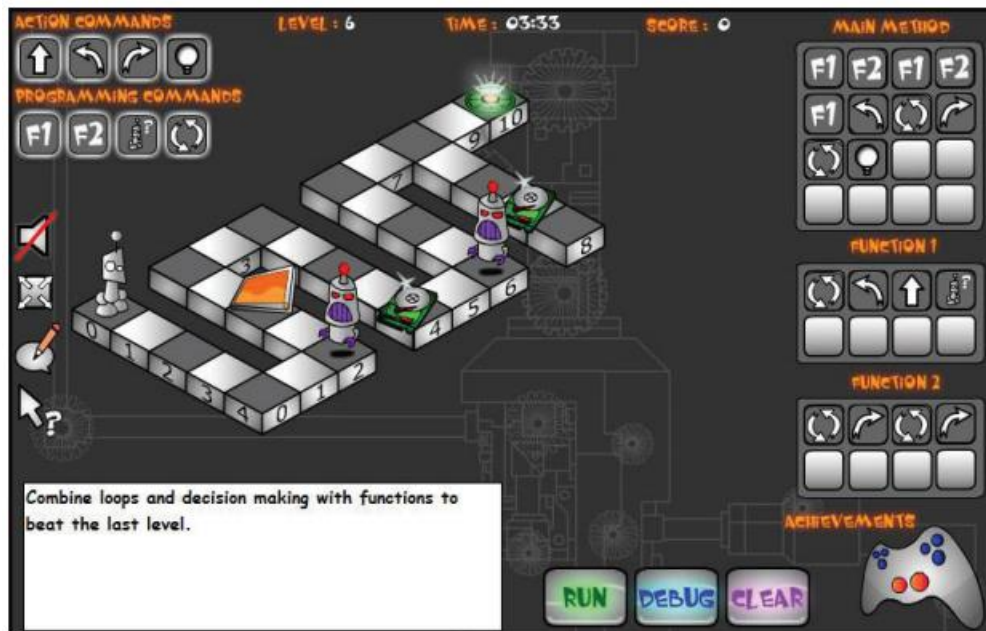 ACTION COMMANDS
LEVEL : 6
TIME : 03:33
SCORE : 0
MAIN METHOD
F1 F2 F1 F2
F1
PROGRAMMING COMMANDS
F1 F2 ?
10
9
7
8
3
6
5
4
0 1 2 3 4 0 1 2
?
FUNCTION 1
?
FUNCTION 2
Combine loops and decision making with functions to
beat the last level.
ACHIEVEMENTS
RUN DEBUG CLEAR